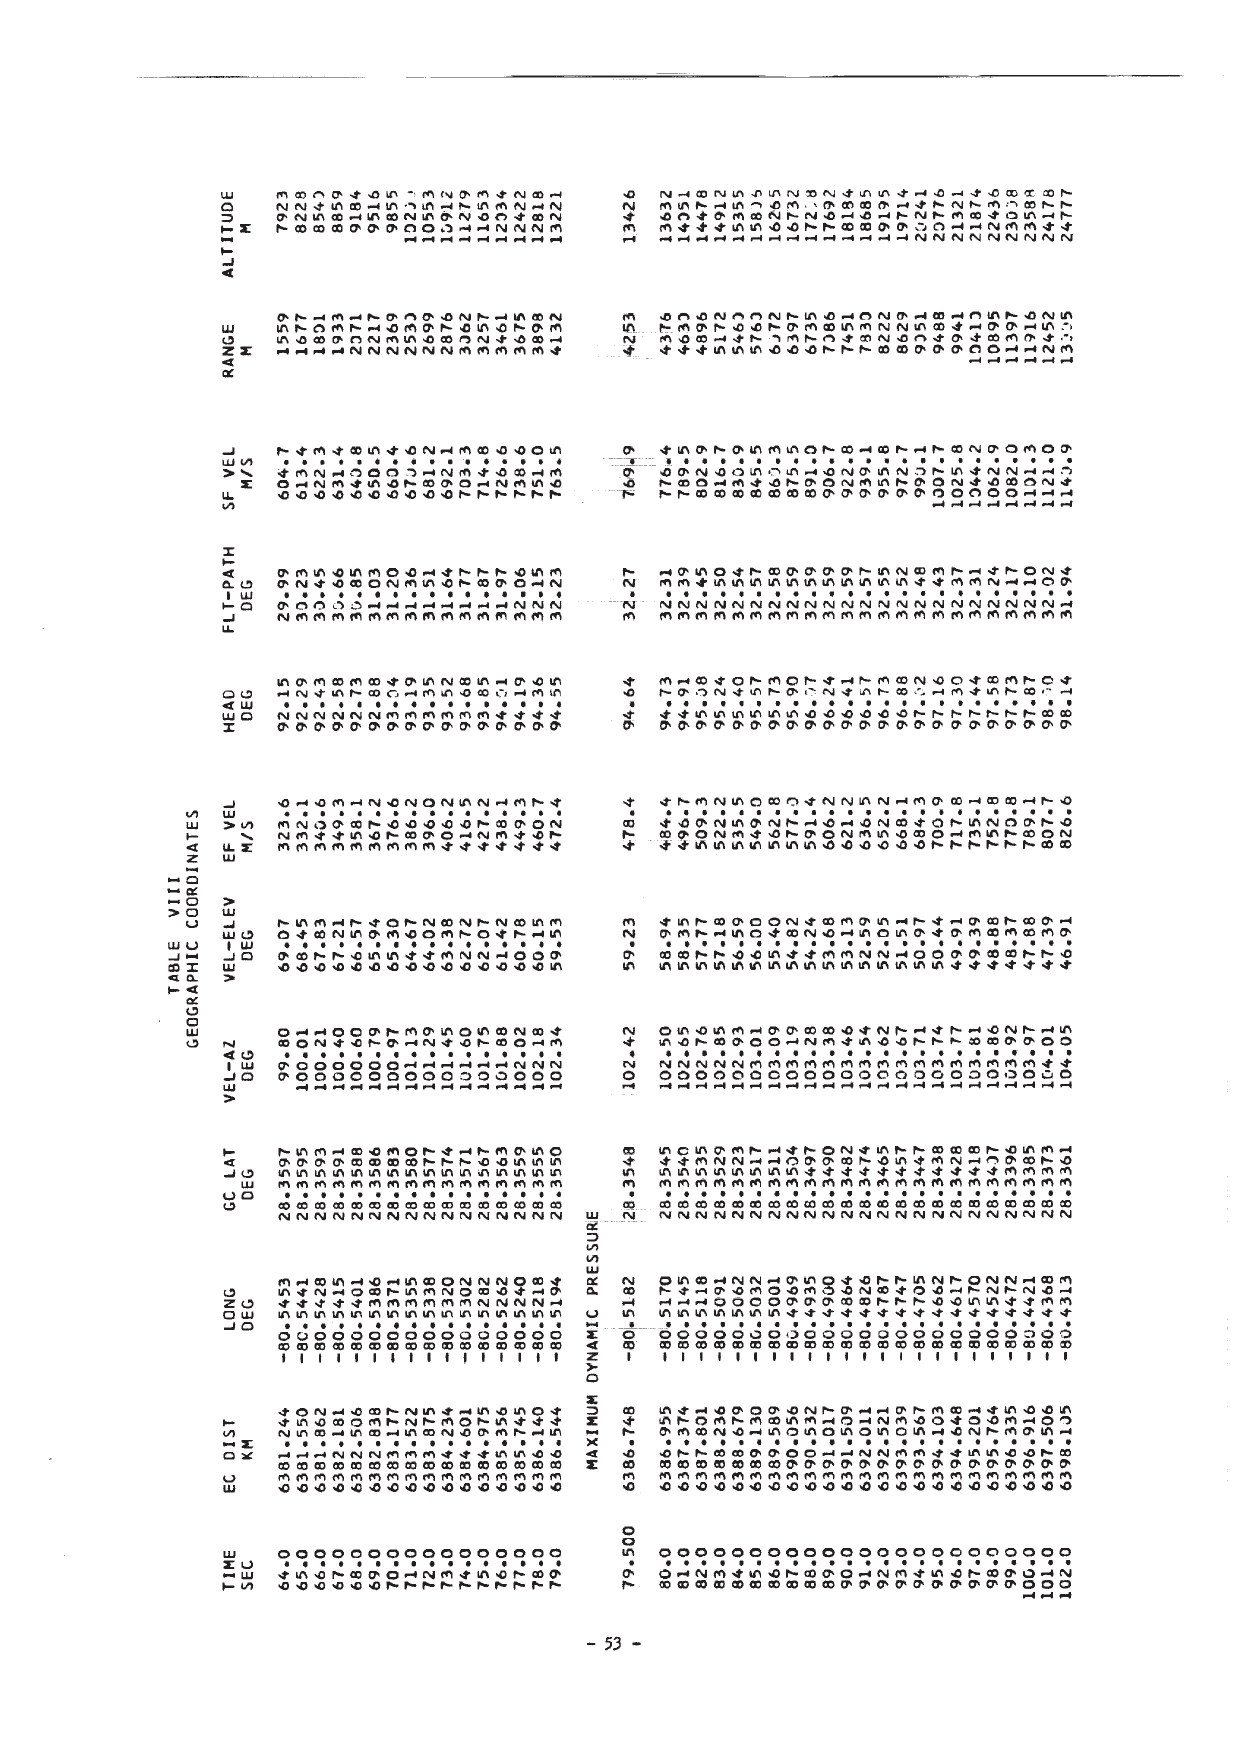 TABLE VIII
GEOGRAPHIC COORDINATES
TIME EC DIST LONG GC LAT VEL-AZ VEL-ELEV EF VEL HEAD FLT-PATH SF VEL RANGE ALTITUDE
SEC KM DEG DEG DEG DEG M/S DEG DEG M/S M M
64.0 6381.244 -80.5453 28.3597 99.80 69.07 323.6 92.15 29.99 604.7 1559 7923
65.0 6381.550 -80.5441 28.3595 100.01 68.45 332.1 92.29 30.23 613.4 1677 8228
66.0 6381.862 -80.5428 28.3593 100.21 67.83 340.6 92.43 30.45 622.3 1801 8540
67.0 6382.181 -80.5415 28.3591 100.40 67.21 349.3 92.58 30.66 631.4 1933 8859
68.0 6382.506 -80.5401 28.3588 100.60 66.57 358.1 92.73 30.85 640.8 2071 9184
69.0 6382.838 -80.5386 28.3586 100.79 65.94 367.2 92.88 31.03 650.5 2217 9516
70.0 6383.177 -80.5371 28.3583 100.97 65.30 376.6 93.04 31.20 660.4 2369 9855
71.0 6383.522 -80.5355 28.3580 101.13 64.67 386.2 93.19 31.36 670.6 2530
72.0 6383.875 -80.5338 28.3577 101.29 64.02 396.0 93.35 31.51 681.2 2699 10553
73.0 6384.234 -80.5320 28.3574 101.45 63.38 406.2 93.52 31.64 692.1 2876 10912
74.0 6384.601 -80.5302 28.3571 101.60 62.72 416.5 93.68 31.77 703.3 3062 11279
75.0 6384.975 -80.5282 28.3567 101.75 62.07 427.2 93.85 31.87 714.8 3257 11653
76.0 6385.356 -80.5262 28.3563 101.88 61.42 438.1 94.01 31.97 726.6 3461 12034
77.0 6385.745 -80.5240 28.3559 102.02 60.78 449.3 94.19 32.06 738.6 3675 12422
78.0 6386.140 -80.5218 28.3555 102.18 60.15 460.7 94.36 32.15 751.0 3898 12818
79.0 6386.544 -80.5194 28.3550 102.34 59.53 472.4 94.55 32.23 763.5 4132 13221
MAXIMUM DYNAMIC PRESSURE
79.500 6386.748 -80.5182 28.3548 102.42 59.23 478.4 94.64 32.27 769.9 4253 13426
80.0 6386.955 -80.5170 28.3545 102.50 58.94 484.4 94.73 32.31 776.4 4376 13632
81.0 6387.374 -80.5145 28.3540 102.65 58.35 496.7 94.91 32.39 789.5 4630 14051
82.0 6387.801 -80.5118 28.3535 102.76 57.77 509.3 95.08 32.45 802.9 4896 14478
83.0 6388.236 -80.5091 28.3529 102.85 57.18 522.2 95.24 32.50 816.7 5172 14912
84.0 6388.679 -80.5062 28.3523 102.93 56.59 535.5 95.40 32.54 830.9 5460 15355
85.0 6389.130 -80.5032 28.3517 103.01 56.00 549.0 95.57 32.57 845.5 5760 15806
86.0 6389.589 -80.5001 28.3511 103.09 55.40 562.8 95.73 32.58 860.3 6072 16265
87.0 6390.056 -80.4969 28.3504 103.19 54.82 577.0 95.90 32.59 875.5 6397 16732
88.0 6390.532 -80.4935 28.3497 103.28 54.24 591.4 96.07 32.59 891.0 6735 17208
89.0 6391.017 -80.4900 28.3490 103.38 53.68 606.2 96.24 32.59 906.7 7086 17692
90.0 6391.509 -80.4864 28.3482 103.46 53.13 621.2 96.41 32.59 922.8 7451 18184
91.0 6392.011 -80.4826 28.3474 103.54 52.59 636.5 96.57 32.57 939.1 7830 18685
92.0 6392.521 -80.4787 28.3465 103.62 52.05 652.2 96.73 32.55 955.8 8222 19195
93.0 6393.039 -80.4747 28.3457 103.67 51.51 668.1 96.88 32.52 972.7 8629 19714
94.0 6393.567 -80.4705 28.3447 103.71 50.97 684.3 97.02 32.48 990.1 9051 20241
95.0 6394.103 -80.4662 28.3438 103.74 50.44 700.9 97.16 32.43 1007.7 9488 20776
96.0 6394.648 -80.4617 28.3428 103.77 49.91 717.8 97.30 32.37 1025.8 9941 21321
97.0 6395.201 -80.4570 28.3418 103.81 49.39 735.1 97.44 32.31 1044.2 10410 21874
98.0 6395.764 -80.4522 28.3407 103.86 48.88 752.8 97.58 32.24 1062.9 10895 22436
99.0 6396.335 -80.4472 28.3396 103.92 48.37 770.8 97.73 32.17 1082.0 11397 23008
100.0 6396.916 -80.4421 28.3385 103.97 47.88 789.1 97.87 32.10 1101.3 11916 23588
101.0 6397.506 -80.4368 28.3373 104.01 47.39 807.7 98.00 32.02 1121.0 12452 24178
102.0 6398.105 -80.4313 28.3361 104.05 46.91 826.6 98.14 31.94 1140.9 13005 24777
- 53 -